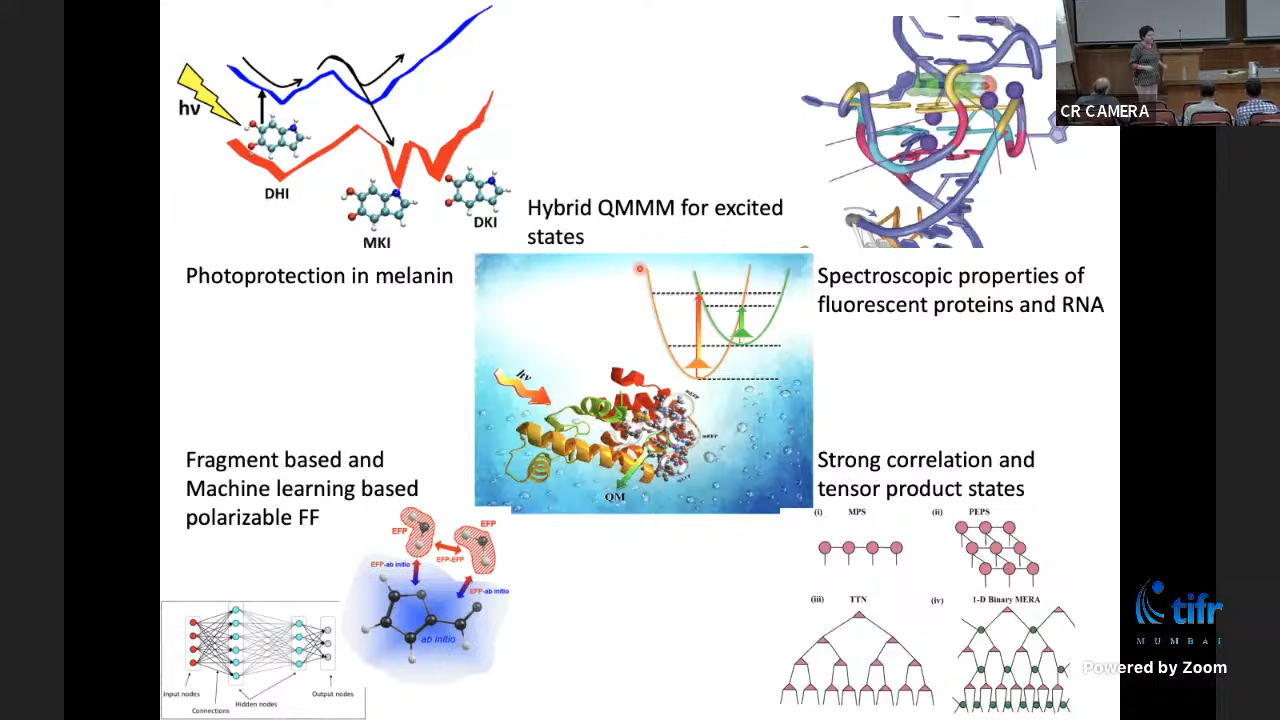 hν
DHI
MKI
DKI
Photoprotection in melanin
Hybrid QMMM for excited
states
CR CAMERA
Spectroscopic properties of
fluorescent proteins and RNA
hν
QM
Fragment based and
Machine learning based
polarizable FF
EFP
EFP
EFP-EFP
EFP-ab initio
EFP-ab initio
ab initio
Input nodes
Connections
Hidden nodes
Output nodes
Strong correlation and
tensor product states
(i) MPS
(ii) PEPS
(iii) TTN
(iv) 1-D Binary MERA
tifr
MUMBAI
Powered by Zoom